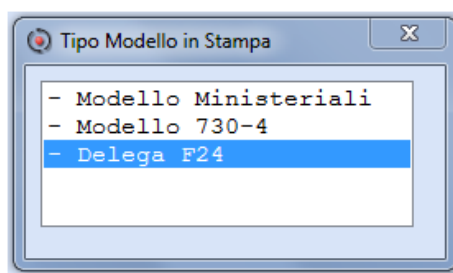 Tipo Modello in Stampa
- Modello Ministeriali
- Modello 730-4
- Delega F24